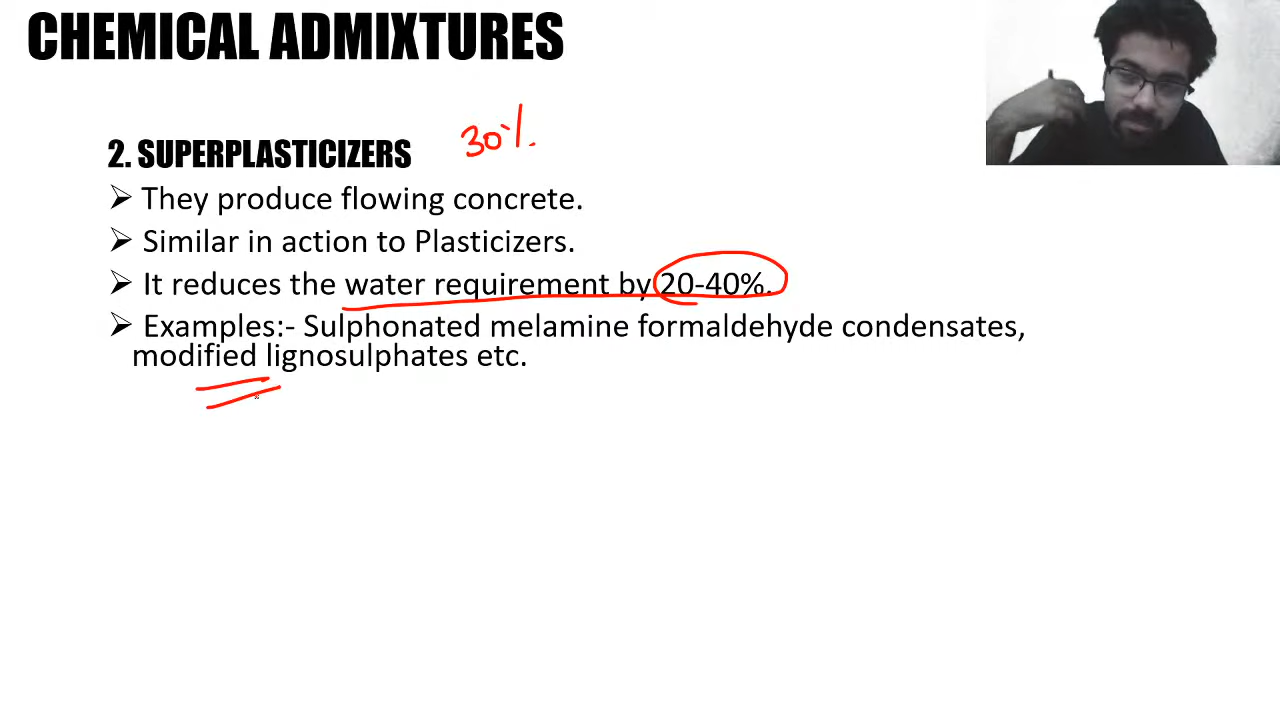 CHEMICAL ADMIXTURES
30%.
2. SUPERPLASTICIZERS
➢ They produce flowing concrete.
➢ Similar in action to Plasticizers.
➢ It reduces the water requirement by 20-40%.
➢ Examples:- Sulphonated melamine formaldehyde condensates,
modified lignosulphates etc.